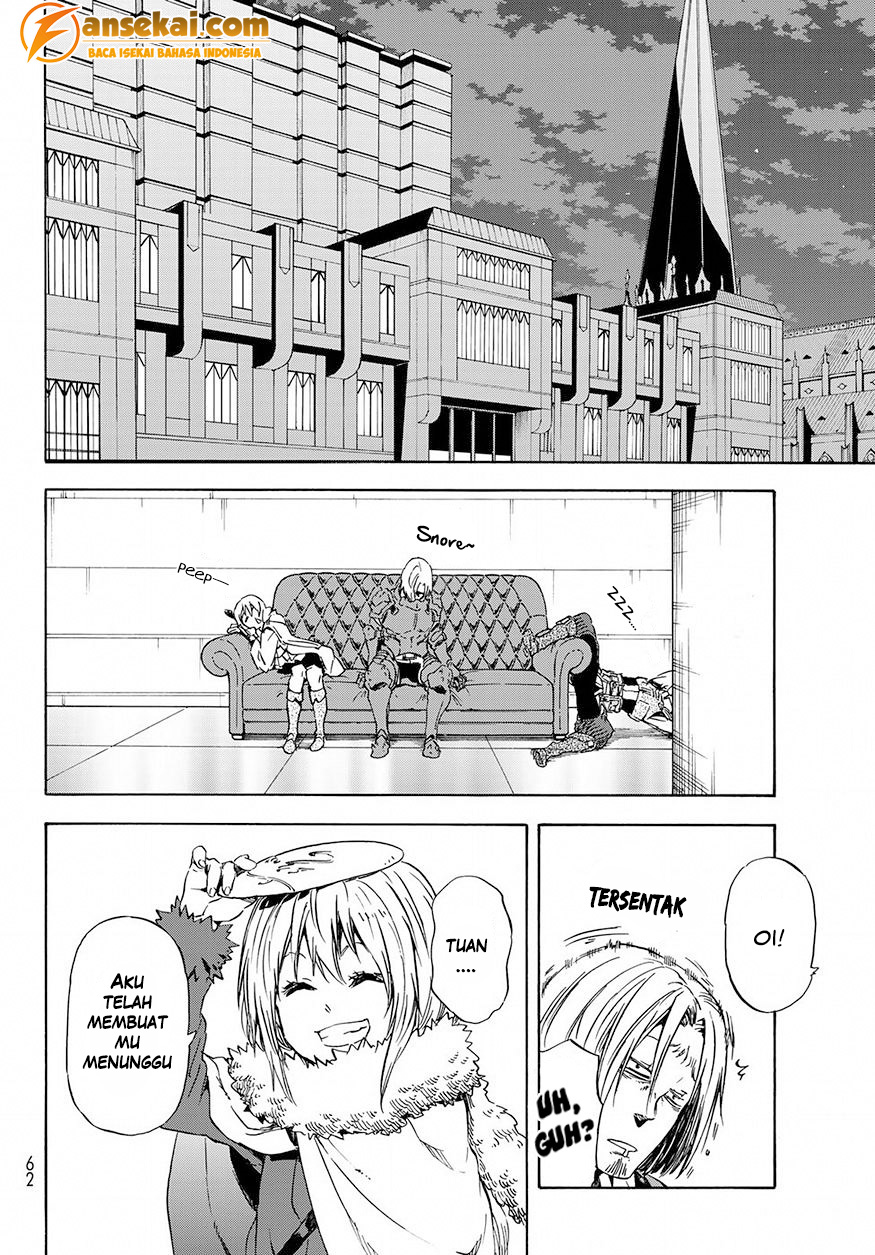 ansekai.com
BACA ISEKAI BAHASA INDONESIA
Snore~
peep—
zzz....
OI!
TERSENTAK
UH,
GUH?
TUAN
....
AKU
TELAH
MEMBUAT
MU
MENUNGGU
62